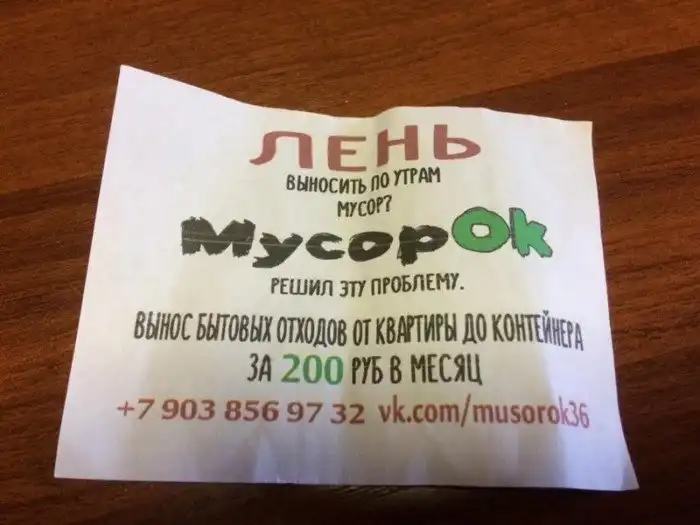 ЛЕНЬ
ВЫНОСИТЬ ПО УТРАМ
МУСОР?
МусорOk
РЕШИЛ ЭТУ ПРОБЛЕМУ.
ВЫНОС БЫТОВЫХ ОТХОДОВ ОТ КВАРТИРЫ ДО КОНТЕЙНЕРА
ЗА 200 РУБ В МЕСЯЦ
+7 903 856 97 32 vk.com/musorok36